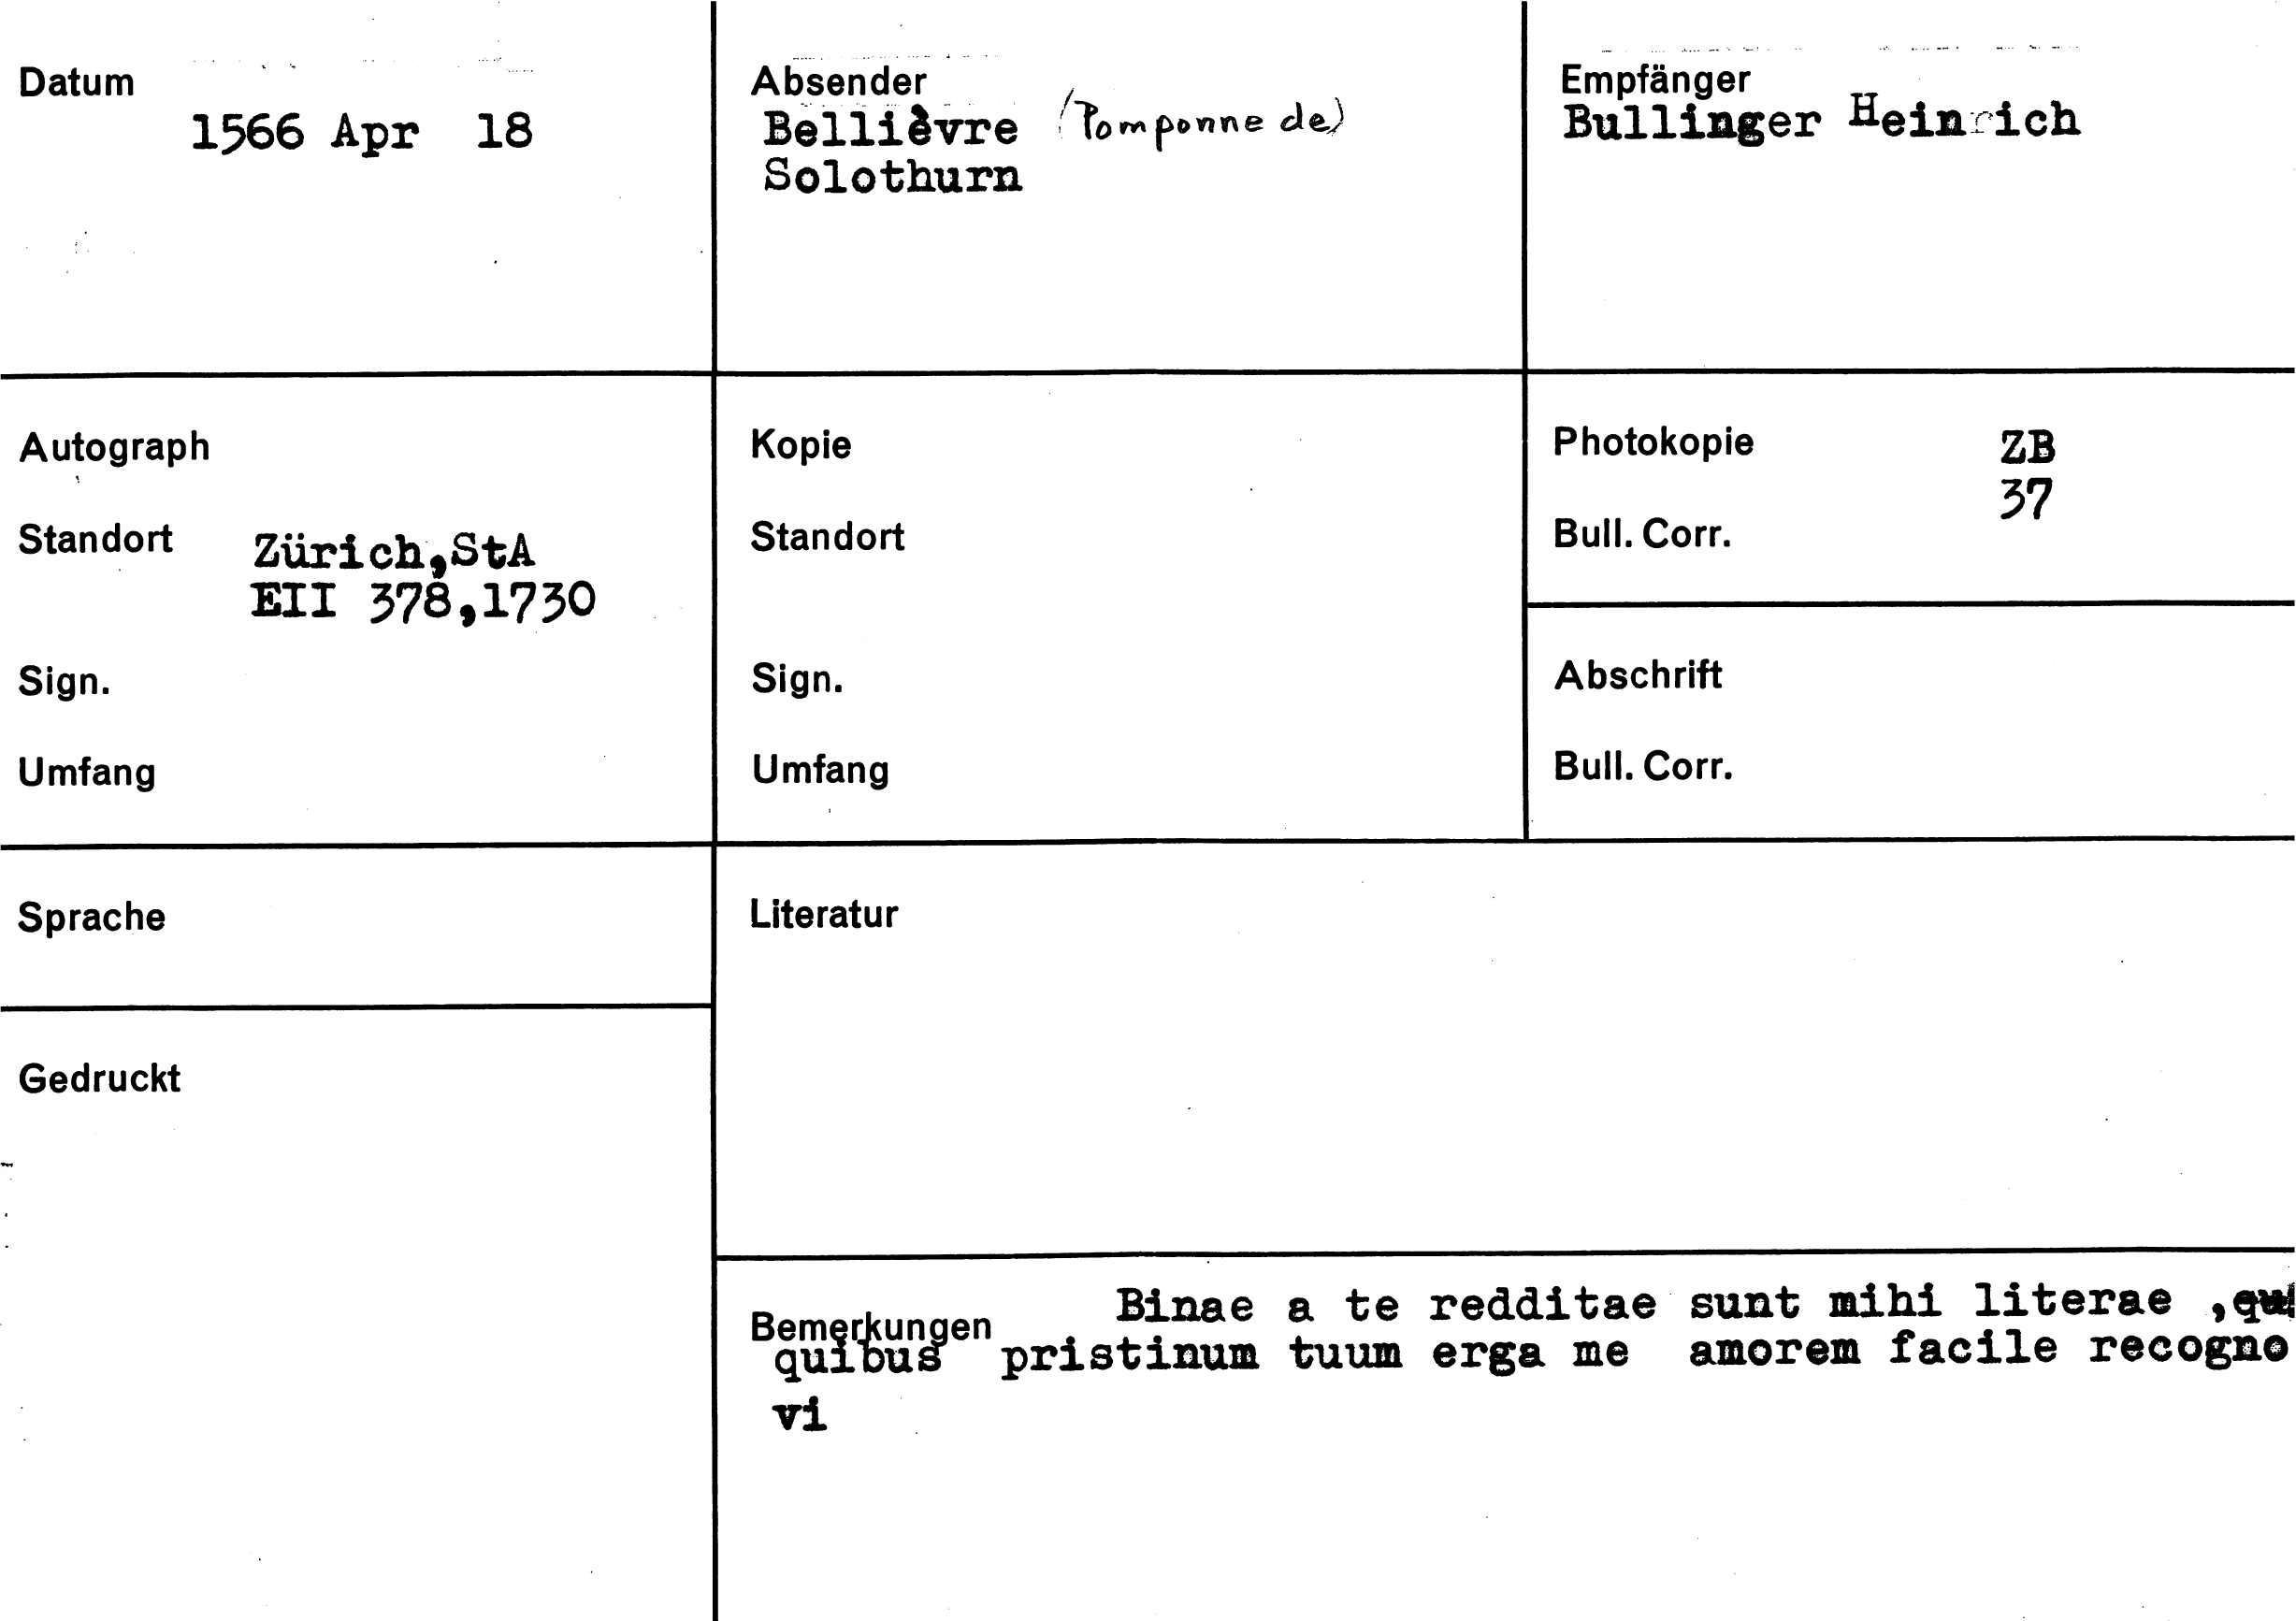 Datum
1566 Apr 18
Absender
Bellièvre (Pomponne de)
Solothurn
Empfänger
Bullinger Heinrich
Autograph
Standort Zürich,StA
EII 378,1730
Sign.
Umfang
Kopie
Standort
Sign.
Umfang
Photokopie ZB
37
Bull. Corr.
Abschrift
Bull. Corr.
Sprache
Gedruckt
Literatur
Bemerkungen Binae a te redditae sunt mihi literae ,qu
quibus pristinum tuum erga me amorem facile recogno
vi